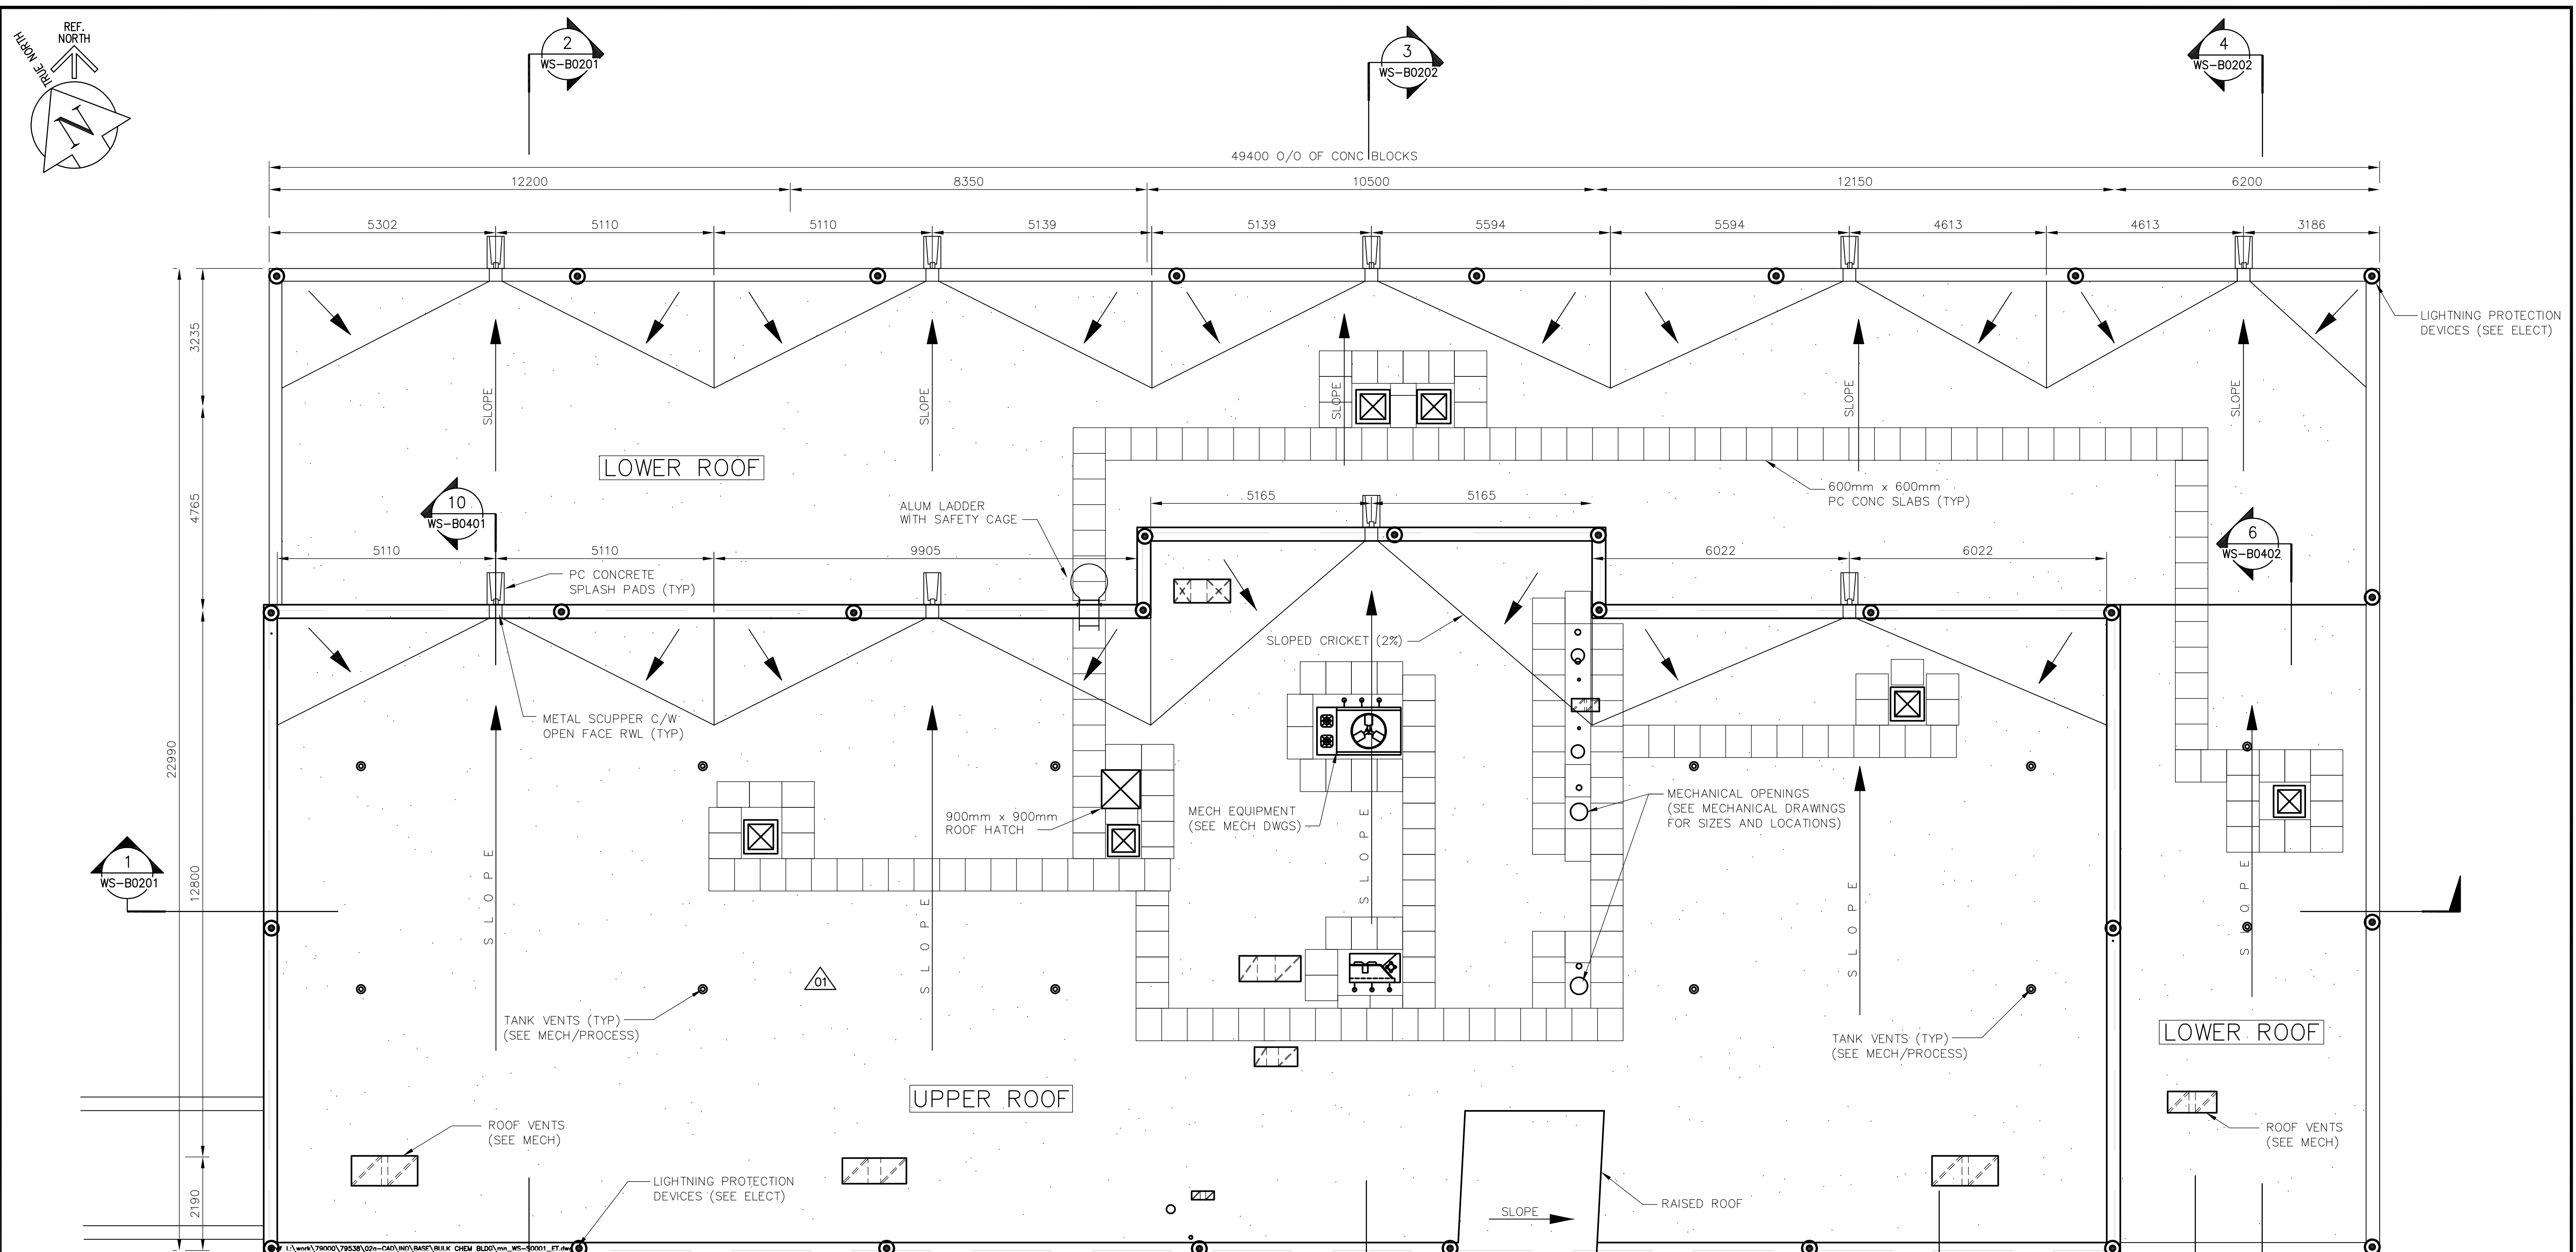 REF.
NORTH
TRUE NORTH
N
2
WS-B0201
3
WS-B0202
4
WS-B0202
49400 O/O OF CONC BLOCKS
12200
8350
10500
12150
6200
5302
5110
5110
5139
5139
5594
5594
4613
4613
3186
LIGHTNING PROTECTION
DEVICES (SEE ELECT)
3235
SLOPE
SLOPE
SLOPE
SLOPE
SLOPE
LOWER ROOF
4765
10
WS-B0401
ALUM LADDER
WITH SAFETY CAGE
5165
5165
600mm x 600mm
PC CONC SLABS (TYP)
6
WS-B0402
5110
5110
9905
6022
6022
PC CONCRETE
SPLASH PADS (TYP)
SLOPED CRICKET (2%)
METAL SCUPPER C/W
OPEN FACE RWL (TYP)
22990
900mm x 900mm
ROOF HATCH
MECH EQUIPMENT
(SEE MECH DWGS)
MECHANICAL OPENINGS
(SEE MECHANICAL DRAWINGS
FOR SIZES AND LOCATIONS)
1
WS-B0201
12800
SLOPE
SLOPE
SLOPE
SLOPE
SLOPE
01
TANK VENTS (TYP)
(SEE MECH/PROCESS)
TANK VENTS (TYP)
(SEE MECH/PROCESS)
LOWER ROOF
UPPER ROOF
ROOF VENTS
(SEE MECH)
ROOF VENTS
(SEE MECH)
2190
LIGHTNING PROTECTION
DEVICES (SEE ELECT)
RAISED ROOF
SLOPE